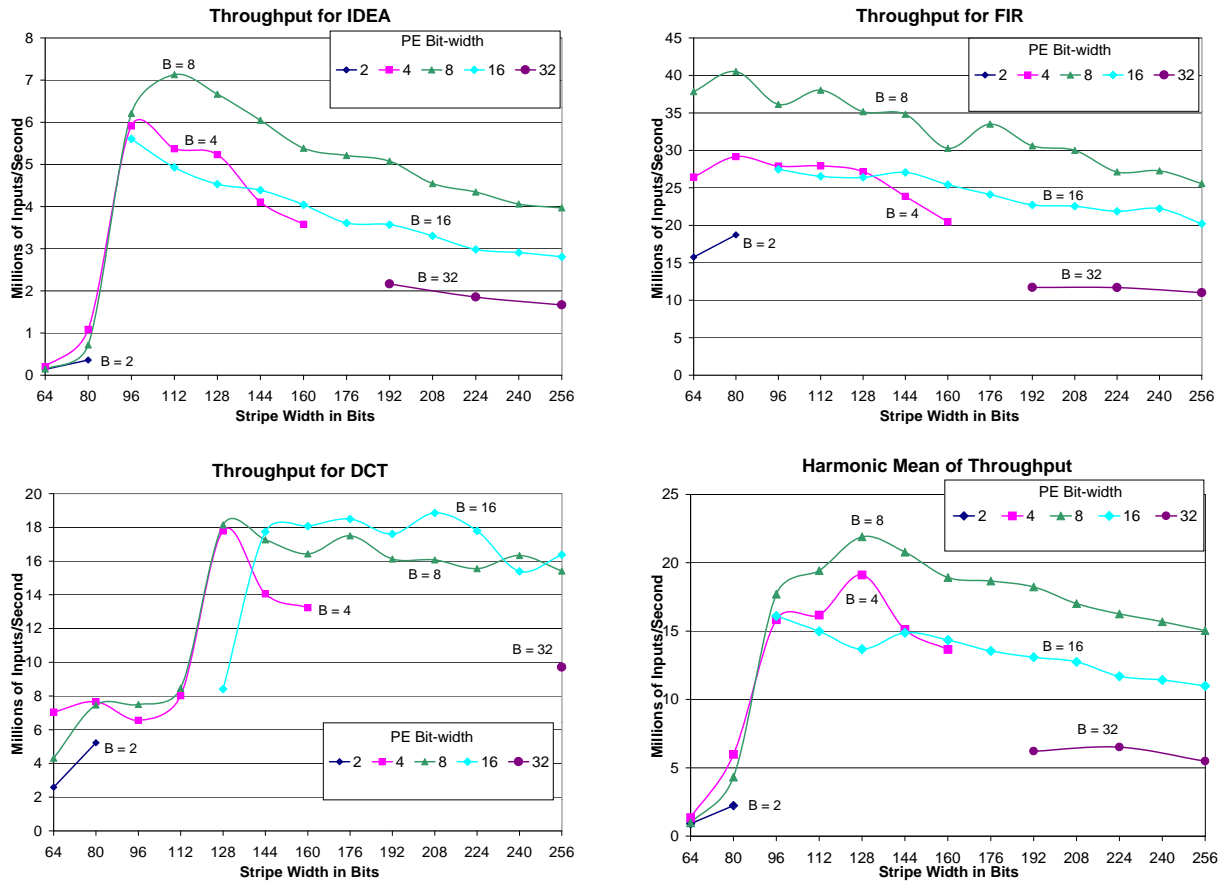 Throughput for IDEA
PE Bit-width
2 4 8 16 32
Millions of Inputs/Second
8
7
6
5
4
3
2
1
0
B = 8
B = 4
B = 16
B = 32
B = 2
64 80 96 112 128 144 160 176 192 208 224 240 256
Stripe Width in Bits
Throughput for FIR
PE Bit-width
2 4 8 16 32
Millions of Inputs/Second
45
40
35
30
25
20
15
10
5
0
B = 8
B = 16
B = 4
B = 2
B = 32
64 80 96 112 128 144 160 176 192 208 224 240 256
Stripe Width in Bits
Throughput for DCT
Millions of Inputs/Second
20
18
16
14
12
10
8
6
4
2
0
B = 16
B = 8
B = 4
B = 32
B = 2
PE Bit-width
2 4 8 16 32
64 80 96 112 128 144 160 176 192 208 224 240 256
Stripe Width in Bits
Harmonic Mean of Throughput
PE Bit-width
2 4 8 16 32
Millions of Inputs/Second
25
20
15
10
5
0
B = 8
B = 4
B = 16
B = 32
B = 2
64 80 96 112 128 144 160 176 192 208 224 240 256
Stripe Width in Bits